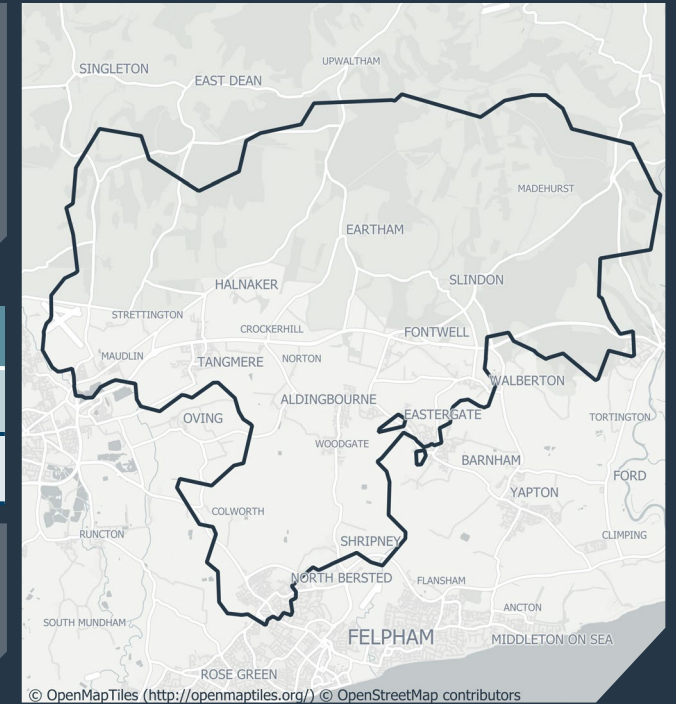 UPWALTHAM
SINGLETON
EAST DEAN
MADEHURST
EARTHAM
HALNAKER
SLINDON
STRETTINGTON
CROCKERHILL
FONTWELL
MAUDLIN
TANGMERE
NORTON
WALBERTON
ALDINGBOURNE
OVING
EASTERGATE
TORTINGTON
WOODGATE
BARNHAM
FORD
YAPTON
COLWORTH
RUNCTON
SHRIPNEY
CLIMPING
NORTH BERSTED
FLANSHAM
ANCTON
SOUTH MUNDHAM
FELPHAM
MIDDLETON ON SEA
ROSE GREEN
© OpenMapTiles (http://openmaptiles.org/) © OpenStreetMap contributors